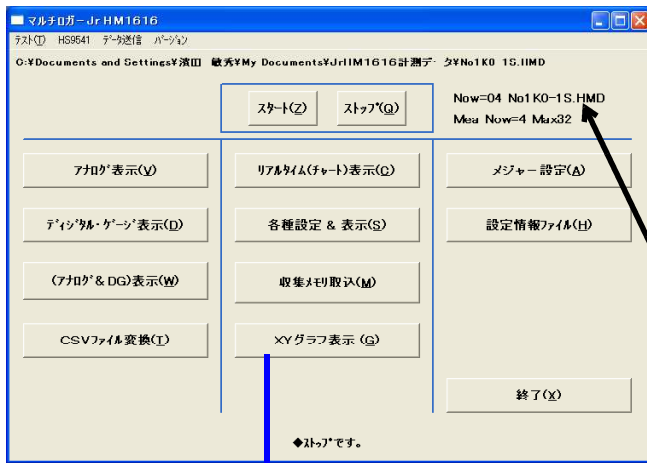 マルチロガーJr HM1616
テスト(T) HS9541 データ送信 バージョン
C:¥Documents and Settings¥濱田 敏秀¥My Documents¥JrHM1616計測データ¥No1K0-1S.HMD
スタート(Z)
ストップ(Q)
Now=04 No1K0-1S.HMD
Mea Now=4 Max32
アナログ表示(V)
リアルタイム(チャート)表示(C)
メジャー設定(A)
ディジタル・ゲージ表示(D)
各種設定 & 表示(S)
設定情報ファイル(H)
(アナログ& DG)表示(W)
収集メモリ取込(M)
CSVファイル変換(T)
XYグラフ表示 (G)
終了(X)
◆ストップです。